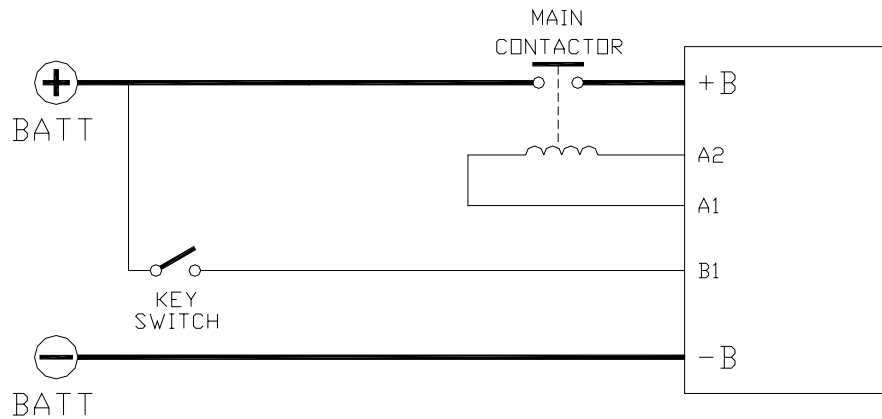 MAIN
CONTACTOR
+B
BATT
A2
A1
B1
KEY
SWITCH
-B
BATT